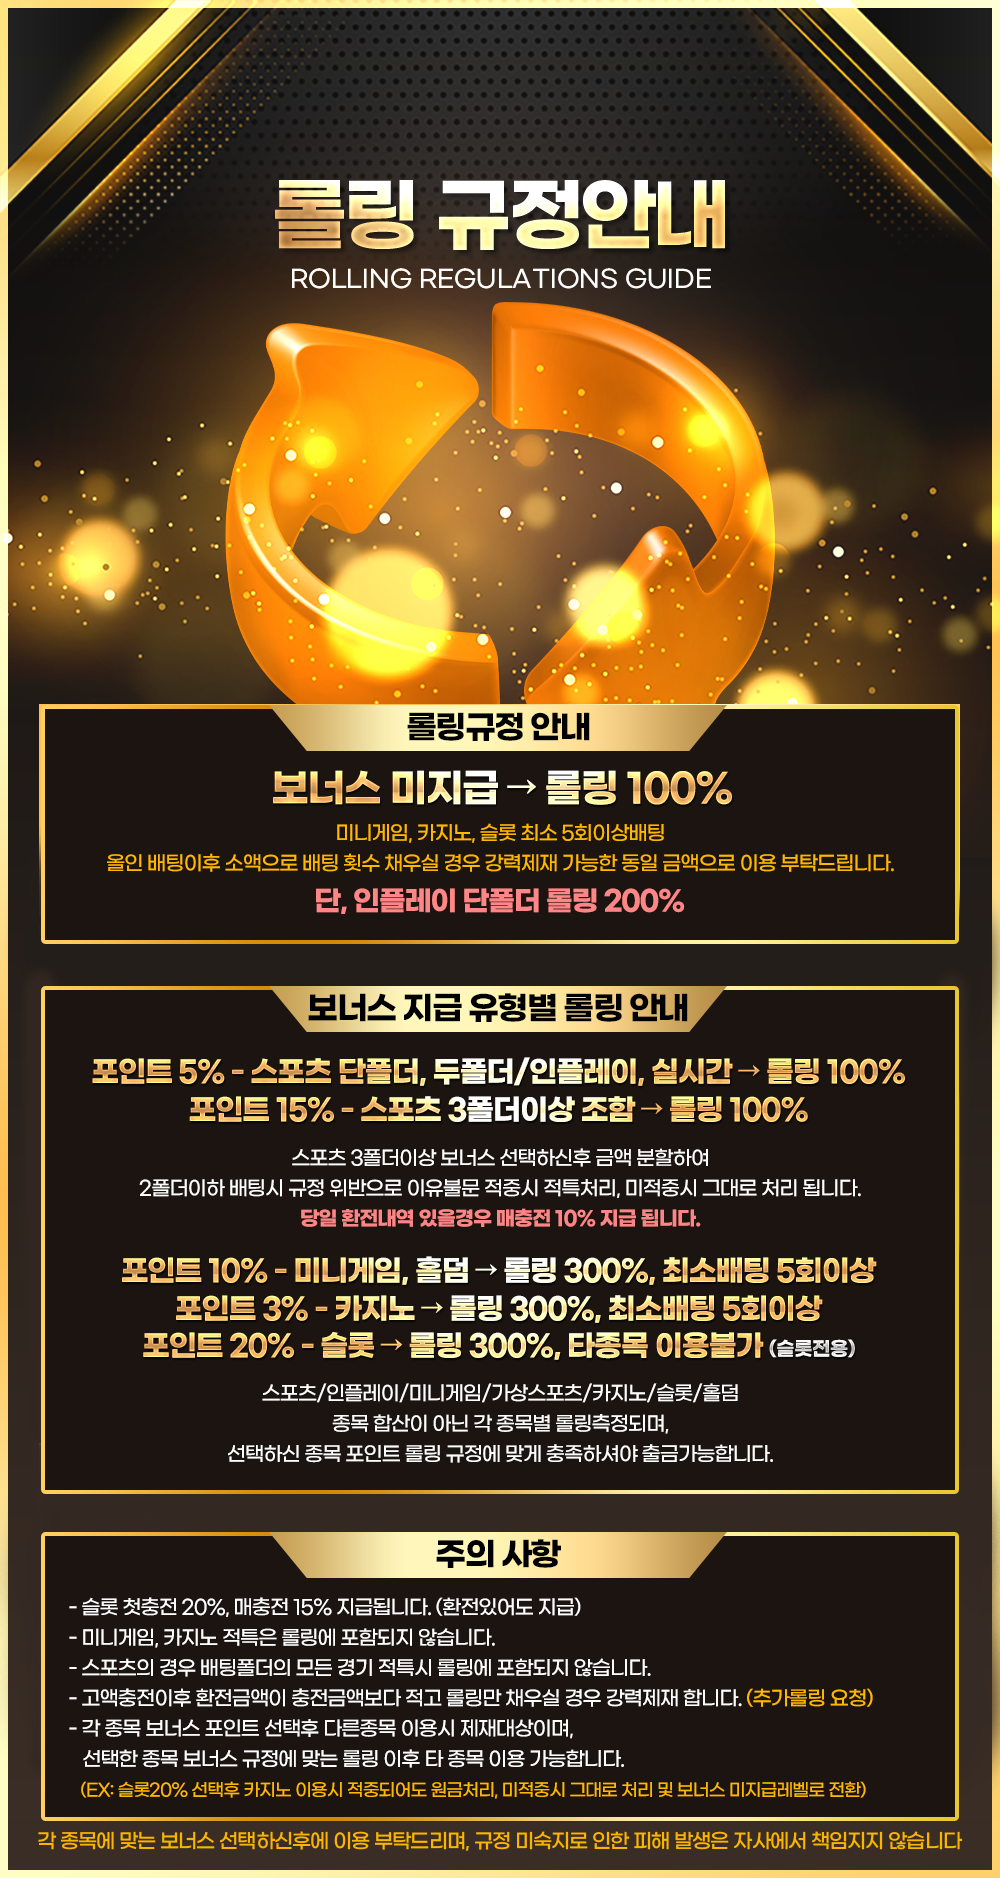 롤링 규정안내
ROLLING REGULATIONS GUIDE
롤링규정 안내
보너스 미지급 → 롤링 100%
미니게임, 카지노, 슬롯 최소 5회이상배팅
올인 배팅이후 소액으로 배팅 횟수 채우실 경우 강력제재 가능한 동일 금액으로 이용 부탁드립니다.
단, 인플레이 단폴더 롤링 200%
보너스 지급 유형별 롤링 안내
포인트 5% - 스포츠 단폴더, 두폴더/인플레이, 실시간 → 롤링 100%
포인트 15% - 스포츠 3폴더이상 조합 → 롤링 100%
스포츠 3폴더이상 보너스 선택하신후 금액 분할하여
2폴더이하 배팅시 규정 위반으로 이유불문 적중시 적특처리, 미적중시 그대로 처리 됩니다.
당일 환전내역 있을경우 매충전 10% 지급 됩니다.
포인트 10% - 미니게임, 홀덤 → 롤링 300%, 최소배팅 5회이상
포인트 3% - 카지노 → 롤링 300%, 최소배팅 5회이상
포인트 20% - 슬롯 → 롤링 300%, 타종목 이용불가 (슬롯전용)
스포츠/인플레이/미니게임/가상스포츠/카지노/슬롯/홀덤
종목 합산이 아닌 각 종목별 롤링측정되며,
선택하신 종목 포인트 롤링 규정에 맞게 충족하셔야 출금가능합니다.
주의 사항
- 슬롯 첫충전 20%, 매충전 15% 지급됩니다. (환전있어도 지급)
- 미니게임, 카지노 적특은 롤링에 포함되지 않습니다.
- 스포츠의 경우 배팅폴더의 모든 경기 적특시 롤링에 포함되지 않습니다.
- 고액충전이후 환전금액이 충전금액보다 적고 롤링만 채우실 경우 강력제재 합니다. (추가롤링 요청)
- 각 종목 보너스 포인트 선택후 다른종목 이용시 제재대상이며,
선택한 종목 보너스 규정에 맞는 롤링 이후 타 종목 이용 가능합니다.
(EX: 슬롯20% 선택후 카지노 이용시 적중되어도 원금처리, 미적중시 그대로 처리 및 보너스 미지급레벨로 전환)
각 종목에 맞는 보너스 선택하신후에 이용 부탁드리며, 규정 미숙지로 인한 피해 발생은 자사에서 책임지지 않습니다